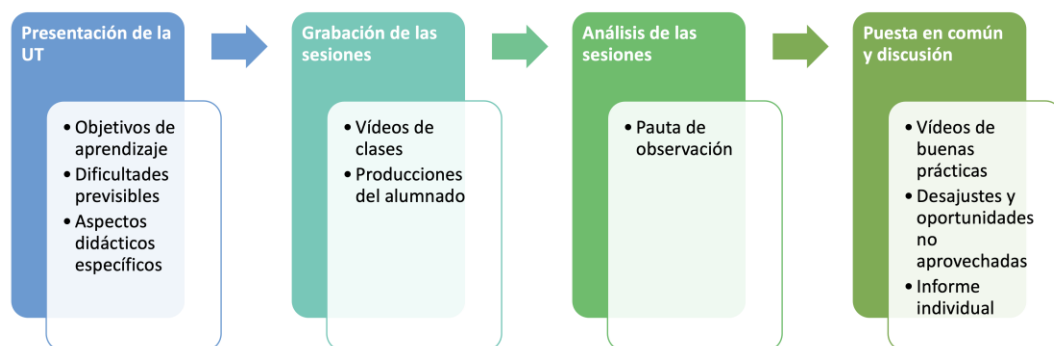 Presentación de la
UT
• Objetivos de
aprendizaje
• Dificultades
previsibles
• Aspectos
didácticos
específicos
Grabación de las
sesiones
• Vídeos de
clases
• Producciones
del alumnado
Análisis de las
sesiones
• Pauta de
observación
Puesta en común
y discusión
• Vídeos de
buenas
prácticas
• Desajustes y
oportunidades
no
aprovechadas
• Informe
individual